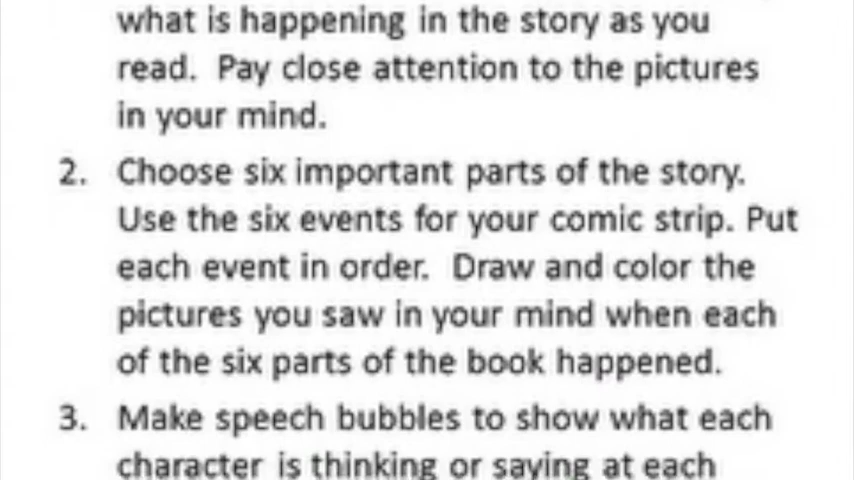 what is happening in the story as you
read. Pay close attention to the pictures
in your mind.
2. Choose six important parts of the story.
Use the six events for your comic strip. Put
each event in order. Draw and color the
pictures you saw in your mind when each
of the six parts of the book happened.
3. Make speech bubbles to show what each
character is thinking or saying at each